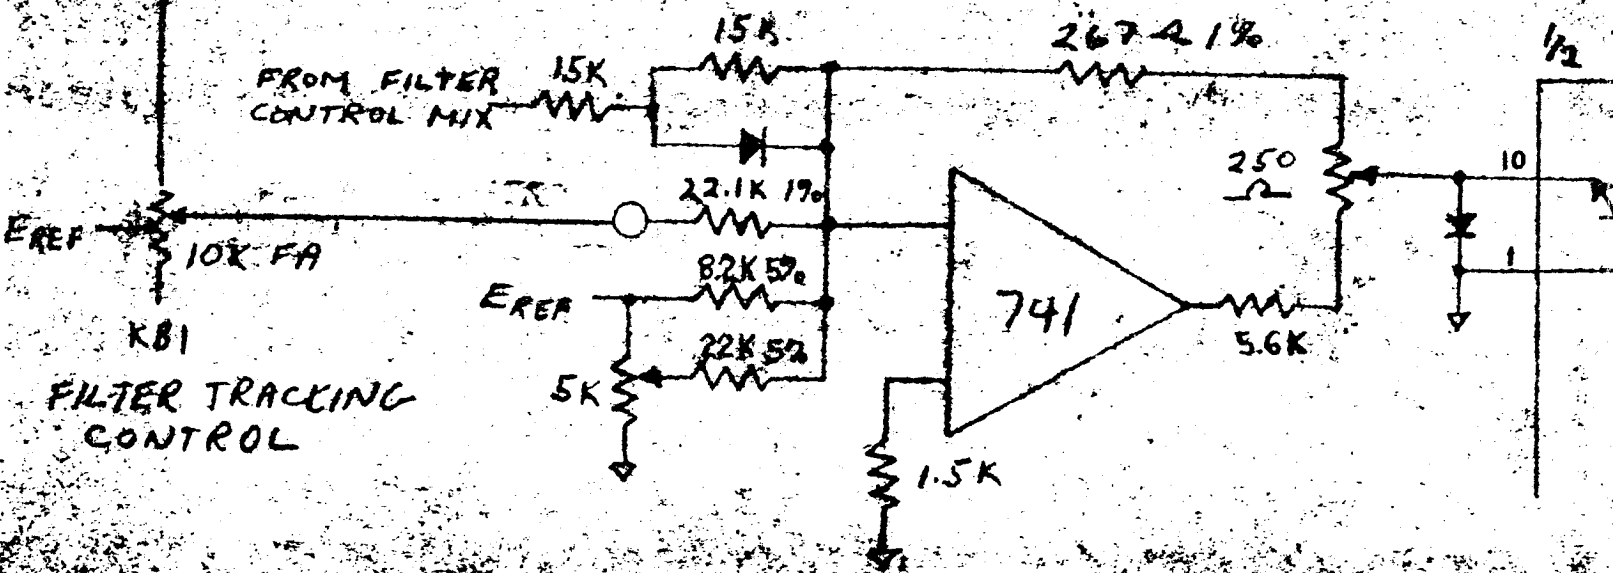 15K
267 Ω 1%
1/2
FROM FILTER
CONTROL MIX
15K
250
Ω
10
22.1K 1%
EREF
10K FA
8.2K 5%
EREF
1
741
5.6K
KB1
22K 5%
5K
FILTER TRACKING
CONTROL
1.5K